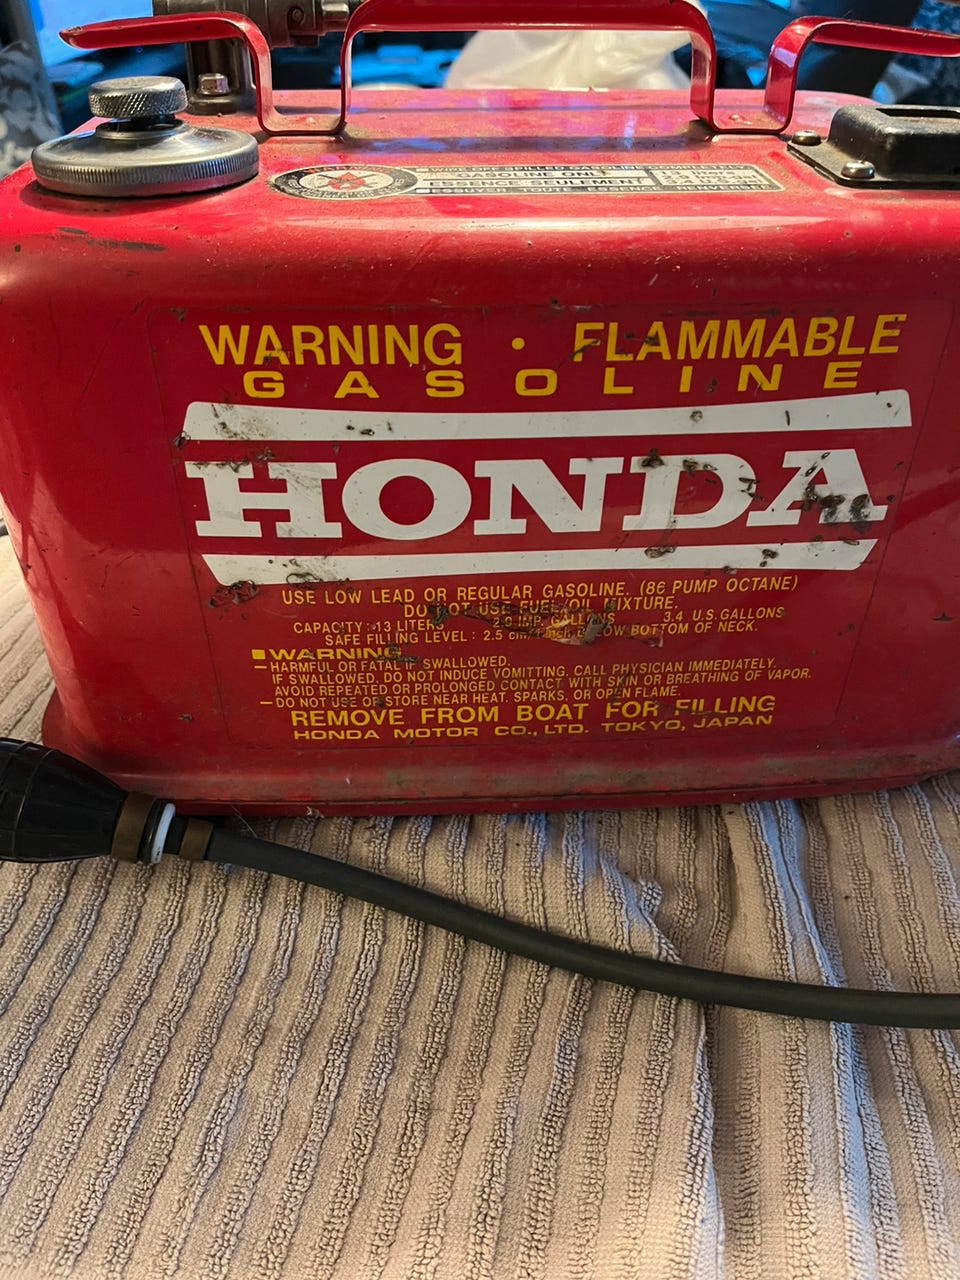 GASOLINE ONLY
ESSENCE SEULEMENT
WARNING • FLAMMABLE
GASOLINE
HONDA
USE LOW LEAD OR REGULAR GASOLINE. (86 PUMP OCTANE)
DO NOT USE FUEL/OIL MIXTURE.
CAPACITY: 13 LITERS 2.9 IMP. GALLONS 3.4 U.S.GALLONS
SAFE FILLING LEVEL : 2.5 cm/1 inch BELOW BOTTOM OF NECK.
■WARNING
—HARMFUL OR FATAL IF SWALLOWED.
IF SWALLOWED, DO NOT INDUCE VOMITTING. CALL PHYSICIAN IMMEDIATELY.
AVOID REPEATED OR PROLONGED CONTACT WITH SKIN OR BREATHING OF VAPOR.
—DO NOT USE OR STORE NEAR HEAT, SPARKS, OR OPEN FLAME.
REMOVE FROM BOAT FOR FILLING
HONDA MOTOR CO., LTD. TOKYO, JAPAN